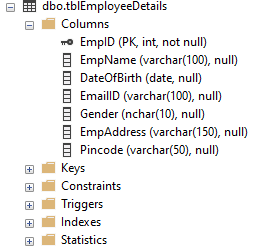 dbo.tblEmployeeDetails
Columns
EmpID (PK, int, not null)
EmpName (varchar(100), null)
DateOfBirth (date, null)
EmailID (varchar(100), null)
Gender (nchar(10), null)
EmpAddress (varchar(150), null)
Pincode (varchar(50), null)
Keys
Constraints
Triggers
Indexes
Statistics